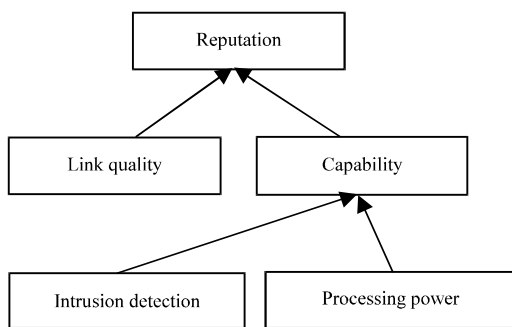 Reputation
Link quality
Capability
Intrusion detection
Processing power